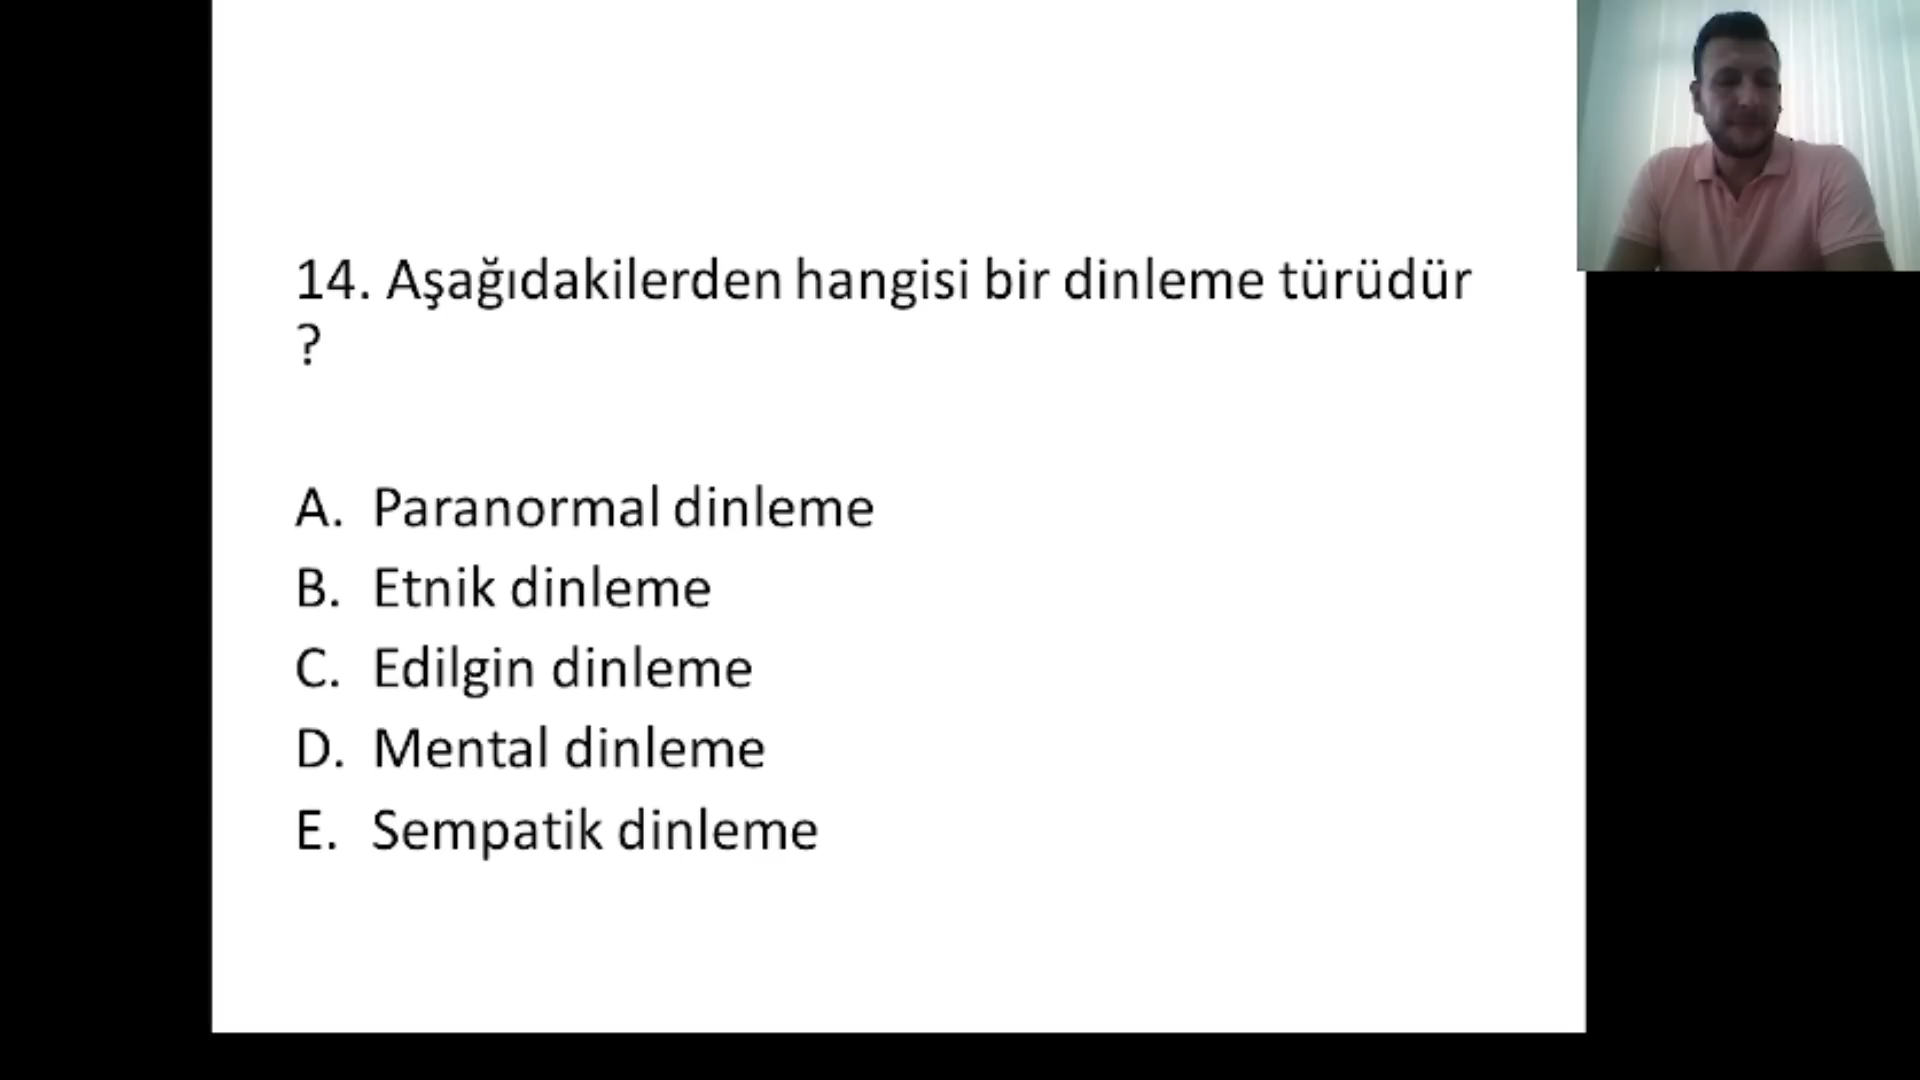 14. Aşağıdakilerden hangisi bir dinleme türüdür
?
A. Paranormal dinleme
B. Etnik dinleme
C. Edilgin dinleme
D. Mental dinleme
E. Sempatik dinleme